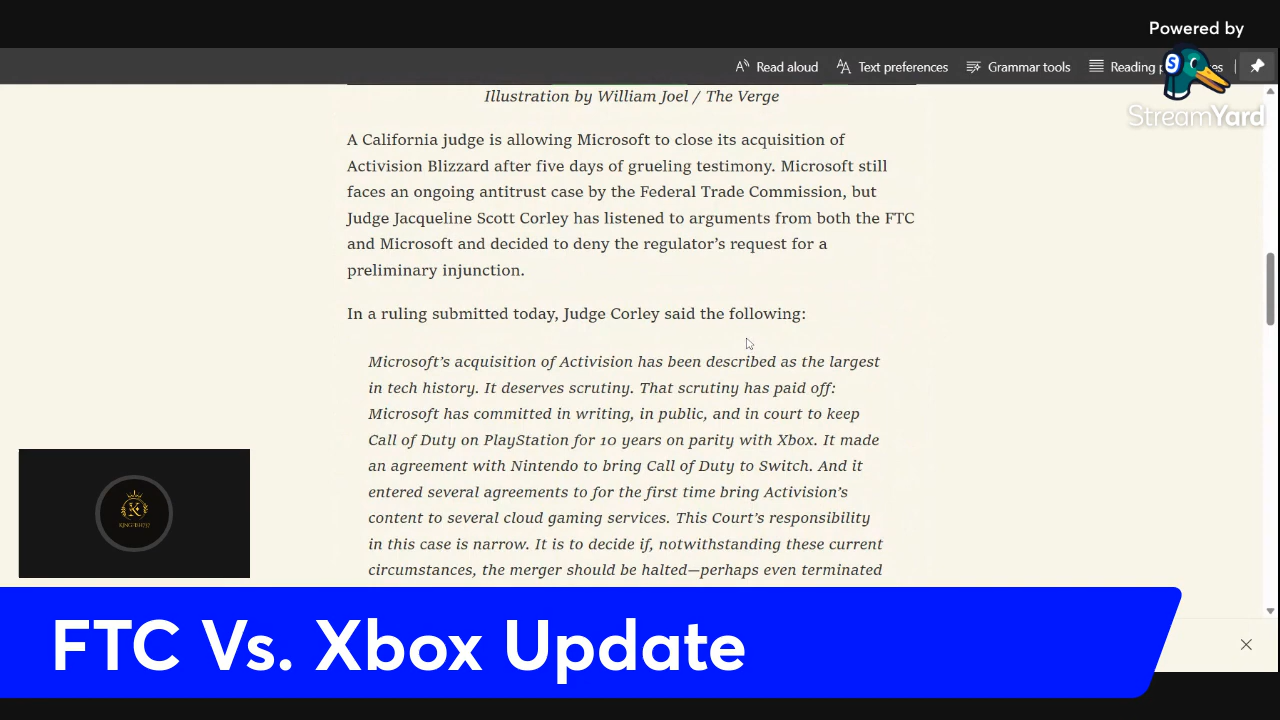 Powered by
Read aloud
Text preferences
Grammar tools
Reading p
es
S
StreamYard
Illustration by William Joel / The Verge
A California judge is allowing Microsoft to close its acquisition of
Activision Blizzard after five days of grueling testimony. Microsoft still
faces an ongoing antitrust case by the Federal Trade Commission, but
Judge Jacqueline Scott Corley has listened to arguments from both the FTC
and Microsoft and decided to deny the regulator’s request for a
preliminary injunction.
In a ruling submitted today, Judge Corley said the following:
Microsoft’s acquisition of Activision has been described as the largest
in tech history. It deserves scrutiny. That scrutiny has paid off:
Microsoft has committed in writing, in public, and in court to keep
Call of Duty on PlayStation for 10 years on parity with Xbox. It made
an agreement with Nintendo to bring Call of Duty to Switch. And it
entered several agreements to for the first time bring Activision’s
content to several cloud gaming services. This Court’s responsibility
in this case is narrow. It is to decide if, notwithstanding these current
circumstances, the merger should be halted—perhaps even terminated
K
FTC Vs. Xbox Update